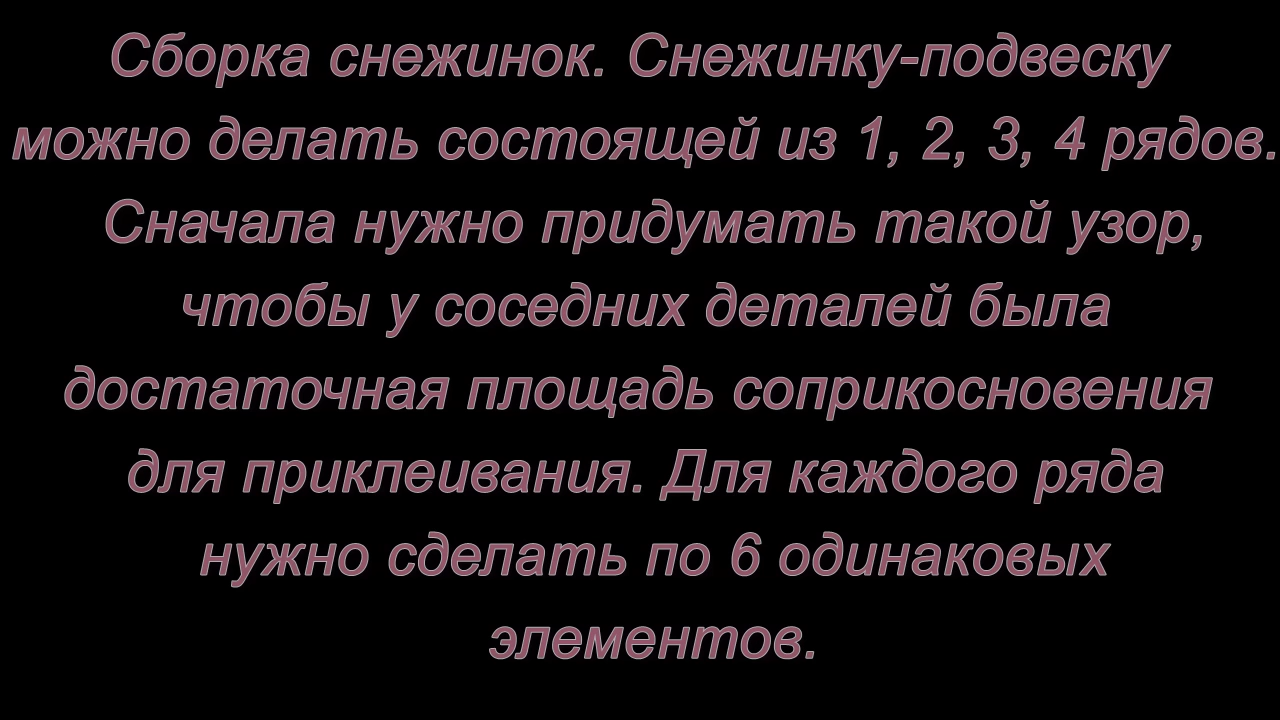 Сборка снежинок. Снежинку-подвеску
можно делать состоящей из 1, 2, 3, 4 рядов.
Сначала нужно придумать такой узор,
чтобы у соседних деталей была
достаточная площадь соприкосновения
для приклеивания. Для каждого ряда
нужно сделать по 6 одинаковых
элементов.